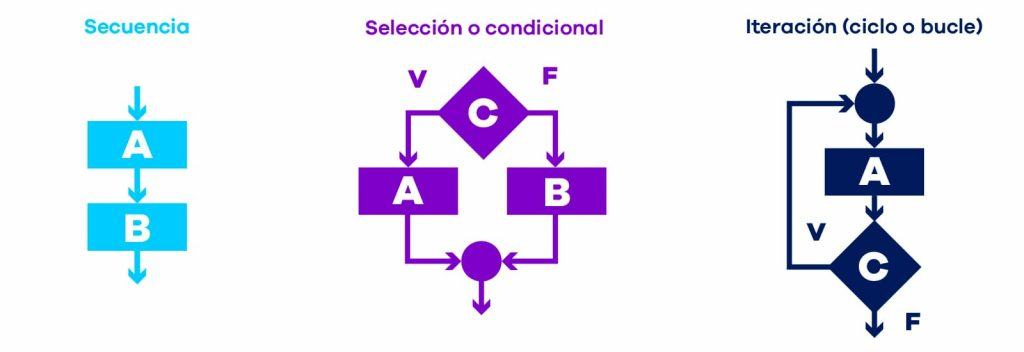 Secuencia
A
B
Selección o condicional
V
F
C
A
B
Iteración (ciclo o bucle)
A
V
C
F